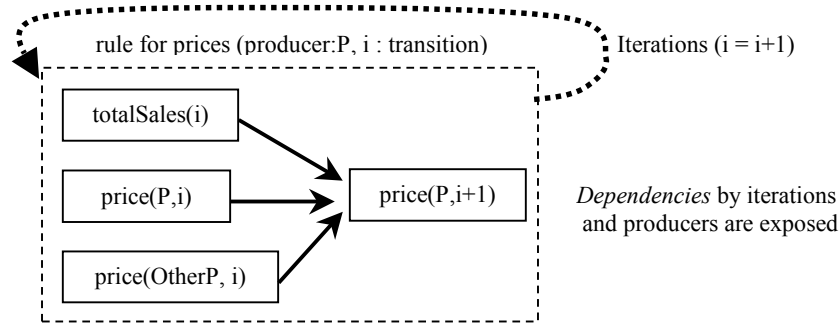 rule for prices (producer:P, i : transition)
Iterations (i = i+1)
totalSales(i)
price(P,i)
price(P,i+1)
price(OtherP, i)
Dependencies by iterations
and producers are exposed